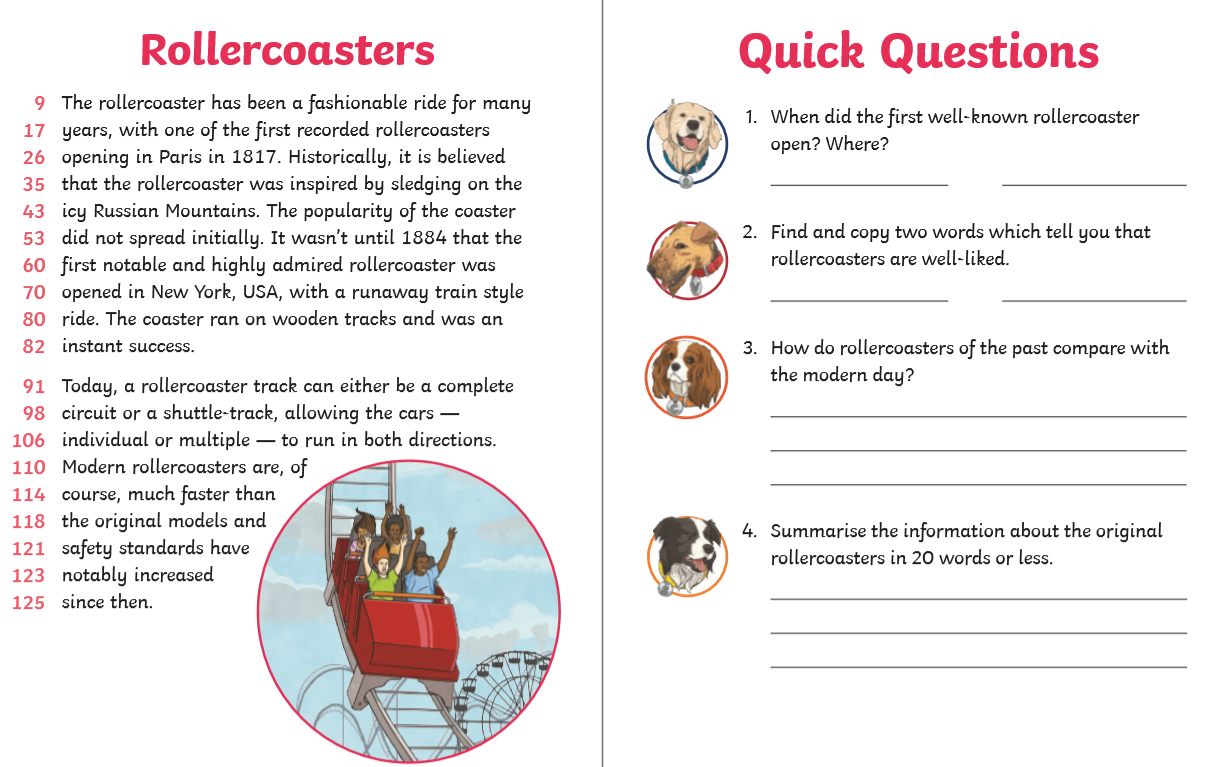 Rollercoasters
9 The rollercoaster has been a fashionable ride for many
17 years, with one of the first recorded rollercoasters
26 opening in Paris in 1817. Historically, it is believed
35 that the rollercoaster was inspired by sledging on the
43 icy Russian Mountains. The popularity of the coaster
53 did not spread initially. It wasn't until 1884 that the
60 first notable and highly admired rollercoaster was
70 opened in New York, USA, with a runaway train style
80 ride. The coaster ran on wooden tracks and was an
82 instant success.
91 Today, a rollercoaster track can either be a complete
98 circuit or a shuttle-track, allowing the cars —
106 individual or multiple — to run in both directions.
110 Modern rollercoasters are, of
114 course, much faster than
118 the original models and
121 safety standards have
123 notably increased
125 since then.
Quick Questions
1. When did the first well-known rollercoaster
open? Where?
2. Find and copy two words which tell you that
rollercoasters are well-liked.
3. How do rollercoasters of the past compare with
the modern day?
4. Summarise the information about the original
rollercoasters in 20 words or less.